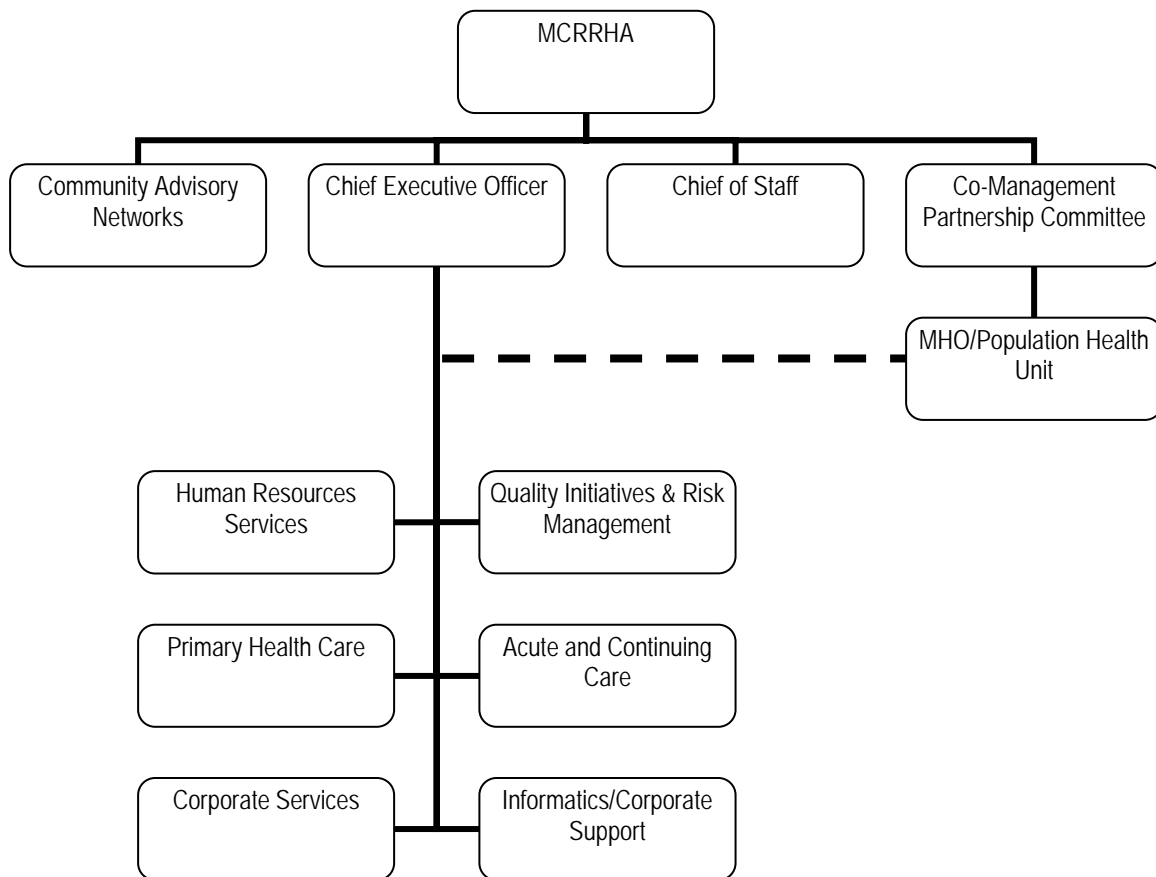 MCRRHA
Community Advisory
Networks
Chief Executive Officer
Chief of Staff
Co-Management
Partnership Committee
MHO/Population Health
Unit
Human Resources
Services
Quality Initiatives & Risk
Management
Primary Health Care
Acute and Continuing
Care
Corporate Services
Informatics/Corporate
Support